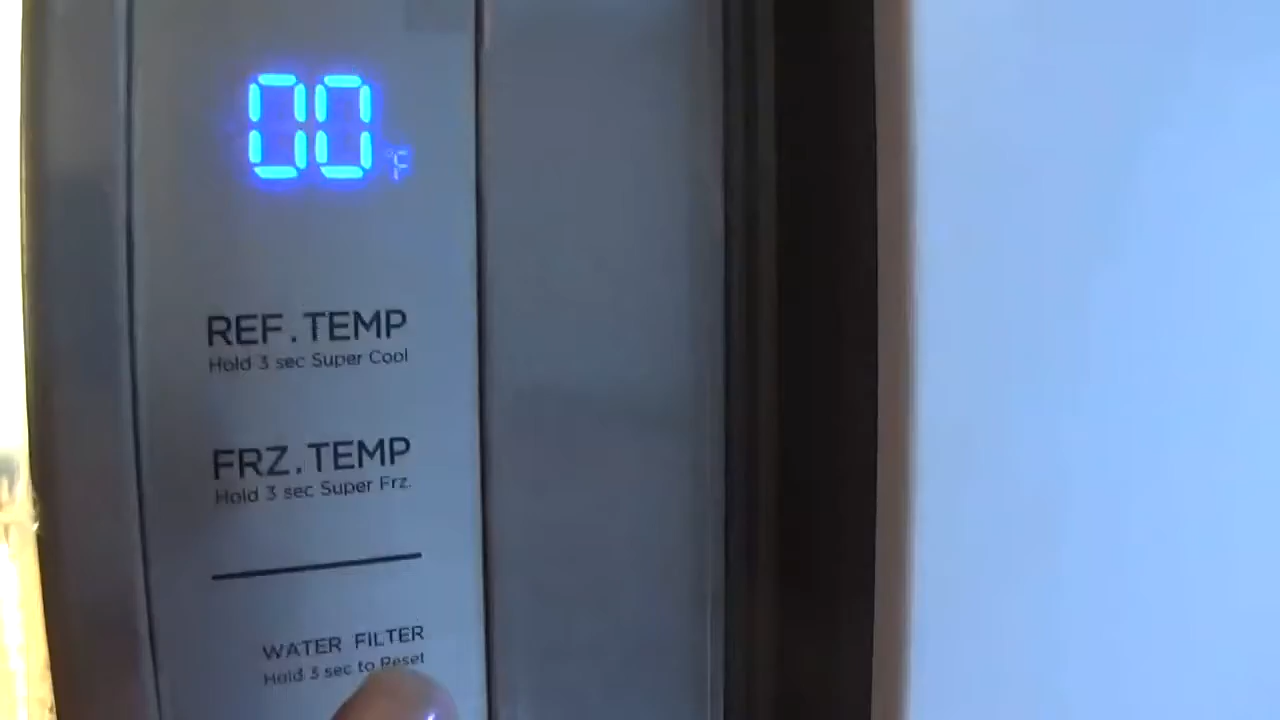 00 °F
REF. TEMP
Hold 3 sec Super Cool
FRZ. TEMP
Hold 3 sec Super Frz.
WATER FILTER
Hold 3 sec to Reset